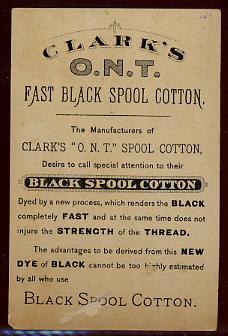 CLARK'S
O.N.T.
FAST BLACK SPOOL COTTON.
The Manufacturers of
CLARK'S "O. N. T." SPOOL COTTON,
Desire to call special attention to their
BLACK SPOOL COTTON
Dyed by a new process, which renders the BLACK
completely FAST and at the same time does not
injure the STRENGTH of the THREAD.
The advantages to be derived from this NEW
DYE of BLACK cannot be too highly estimated
by all who use
BLACK SPOOL COTTON.